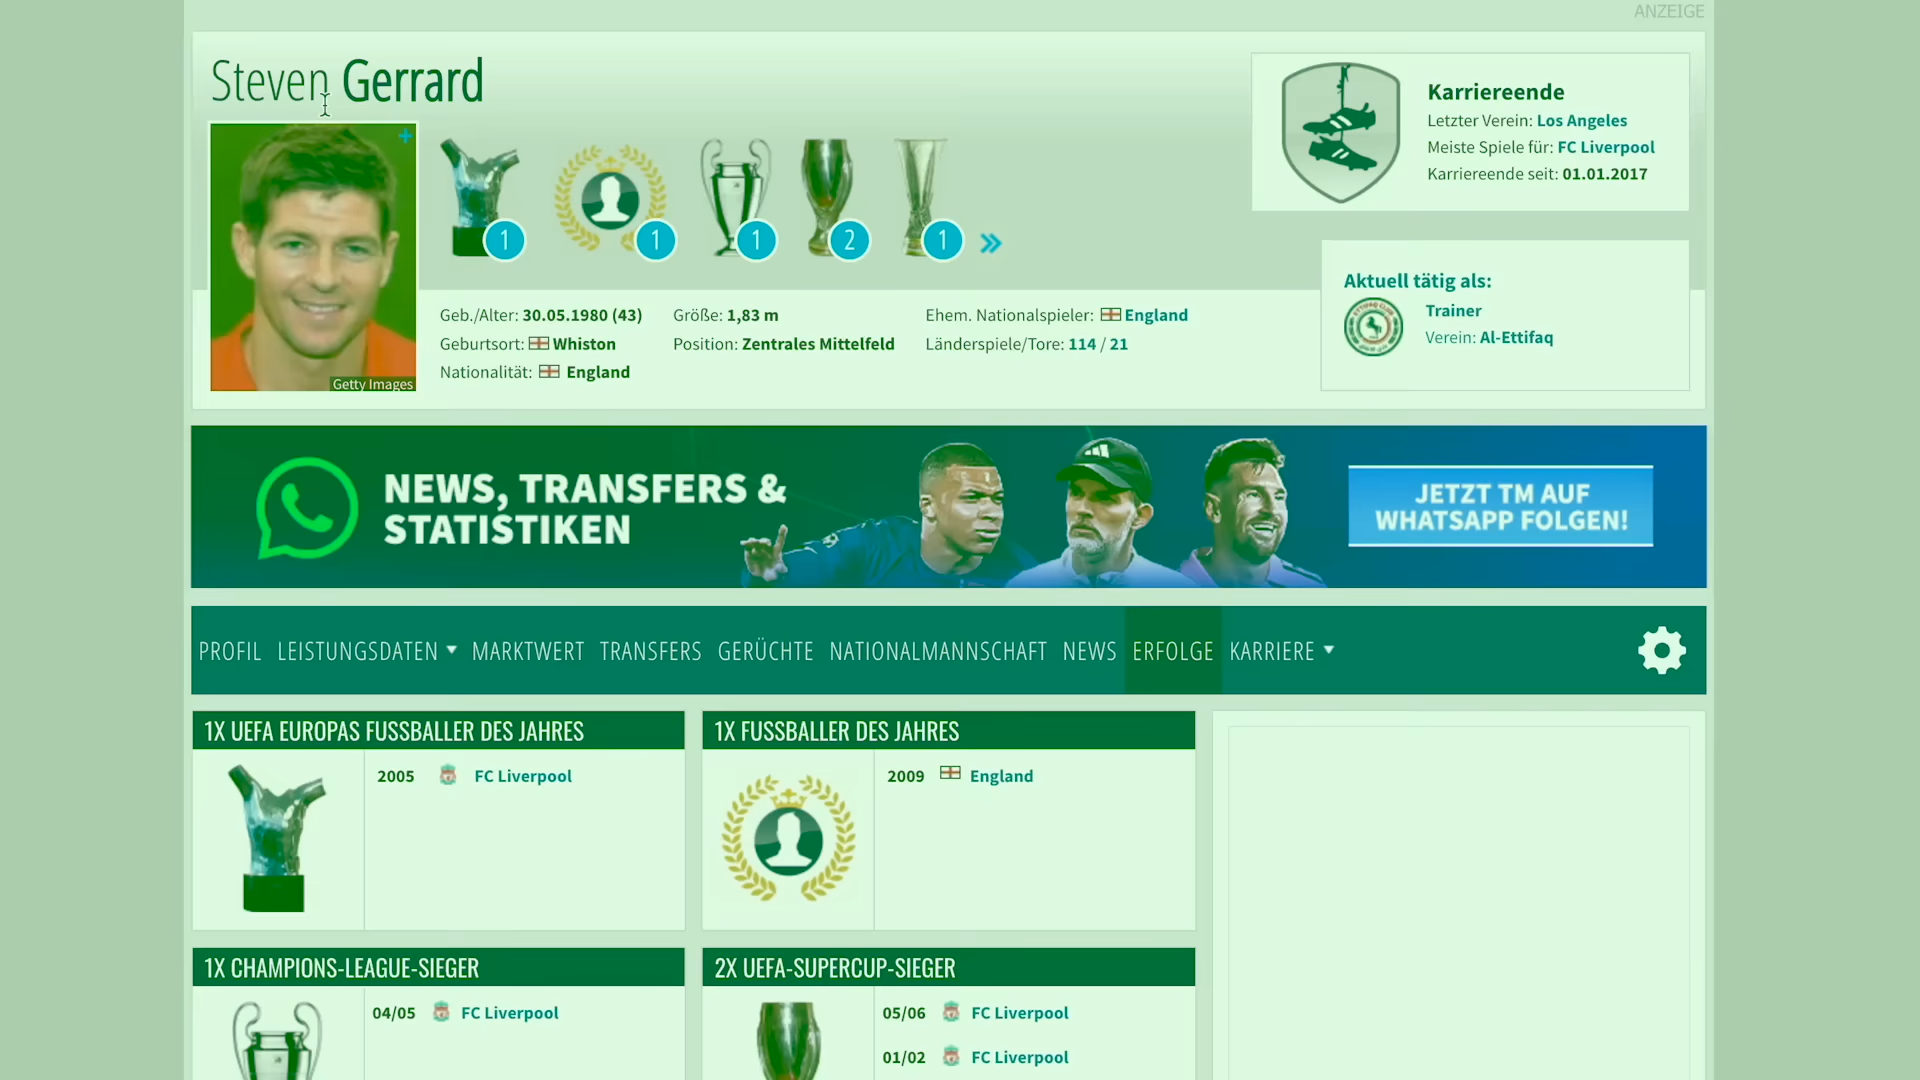 ANZEIGE
Steven Gerrard
Getty Images
1
1
1
2
1
Karriereende
Letzter Verein: Los Angeles
Meiste Spiele für: FC Liverpool
Karriereende seit: 01.01.2017
Geb./Alter: 30.05.1980 (43)
Geburtsort: Whiston
Nationalität: England
Größe: 1,83 m
Position: Zentrales Mittelfeld
Ehem. Nationalspieler: England
Länderspiele/Tore: 114 / 21
Aktuell tätig als:
Trainer
Verein: Al-Ettifaq
NEWS, TRANSFERS &
STATISTIKEN
JETZT TM AUF
WHATSAPP FOLGEN!
PROFIL LEISTUNGSDATEN MARKTWERT TRANSFERS GERÜCHTE NATIONALMANNSCHAFT NEWS ERFOLGE KARRIERE
1X UEFA EUROPAS FUSSBALLER DES JAHRES
2005 FC Liverpool
1X FUSSBALLER DES JAHRES
2009 England
1X CHAMPIONS-LEAGUE-SIEGER
04/05 FC Liverpool
2X UEFA-SUPERCUP-SIEGER
05/06 FC Liverpool
01/02 FC Liverpool